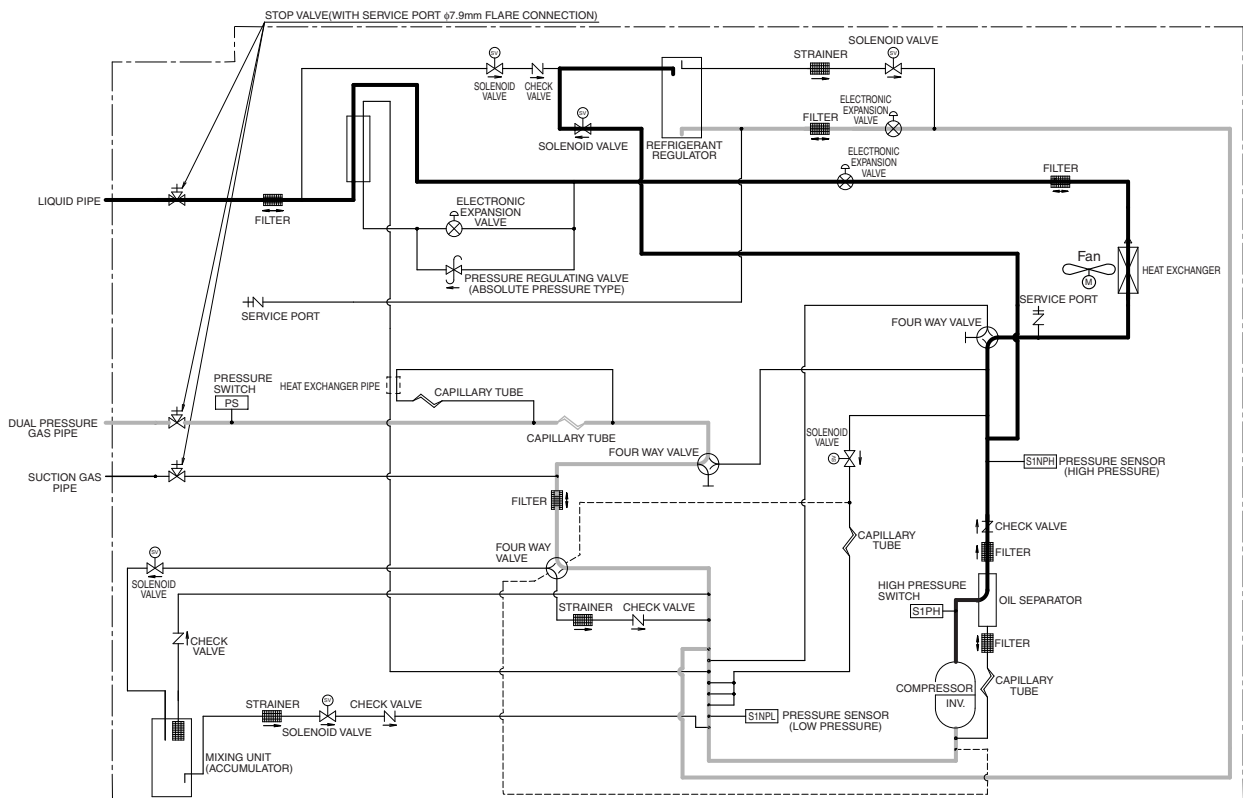 STOP VALVE(WITH SERVICE PORT φ7.9mm FLARE CONNECTION)
SV
SOLENOID
VALVE
CHECK
VALVE
SV
SOLENOID VALVE
REFRIGERANT
REGULATOR
STRAINER
SOLENOID VALVE
SV
FILTER
ELECTRONIC
EXPANSION
VALVE
ELECTRONIC
EXPANSION
VALVE
FILTER
LIQUID PIPE
FILTER
ELECTRONIC
EXPANSION
VALVE
PRESSURE REGULATING VALVE
(ABSOLUTE PRESSURE TYPE)
Fan
M
HEAT EXCHANGER
SERVICE PORT
SERVICE PORT
FOUR WAY VALVE
PRESSURE
SWITCH
PS
HEAT EXCHANGER PIPE
CAPILLARY TUBE
DUAL PRESSURE
GAS PIPE
CAPILLARY TUBE
SOLENOID
VALVE
SV
FOUR WAY VALVE
SUCTION GAS
PIPE
S1NPH
PRESSURE SENSOR
(HIGH PRESSURE)
FILTER
CHECK VALVE
CAPILLARY
TUBE
FILTER
FOUR WAY
VALVE
SV
SOLENOID
VALVE
HIGH PRESSURE
SWITCH
S1PH
OIL SEPARATOR
STRAINER
CHECK VALVE
CHECK
VALVE
FILTER
COMPRESSOR
INV.
CAPILLARY
TUBE
STRAINER
SV
SOLENOID VALVE
CHECK VALVE
S1NPL
PRESSURE SENSOR
(LOW PRESSURE)
MIXING UNIT
(ACCUMULATOR)